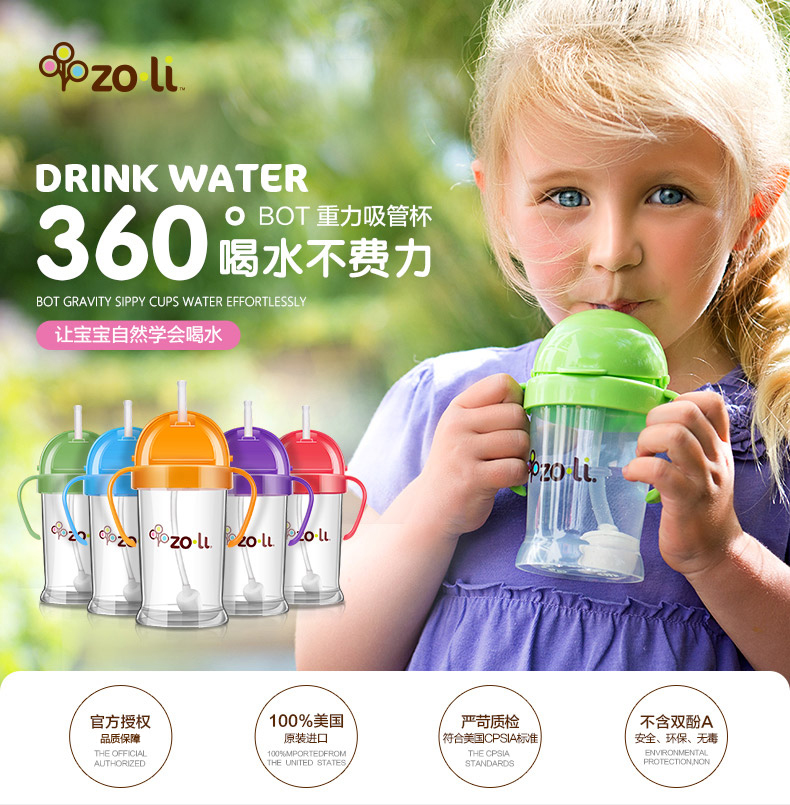 zo·li™
DRINK WATER
360° BOT 重力吸管杯
喝水不费力
BOT GRAVITY SIPPY CUPS WATER EFFORTLESSLY
让宝宝自然学会喝水
zo·li
zo·li
zo·li
zo·li
zo·li.
zo·li.
官方授权
品质保障
THE OFFICIAL
AUTHORIZED
100%美国
原装进口
100%MPORTEDFROM
THE UNITED STATES
严苛质检
符合美国CPSIA标准
THE CPSIA
STANDARDS
不含双酚A
安全、环保、无毒
ENVIRONMENTAL
PROTECTION,NON